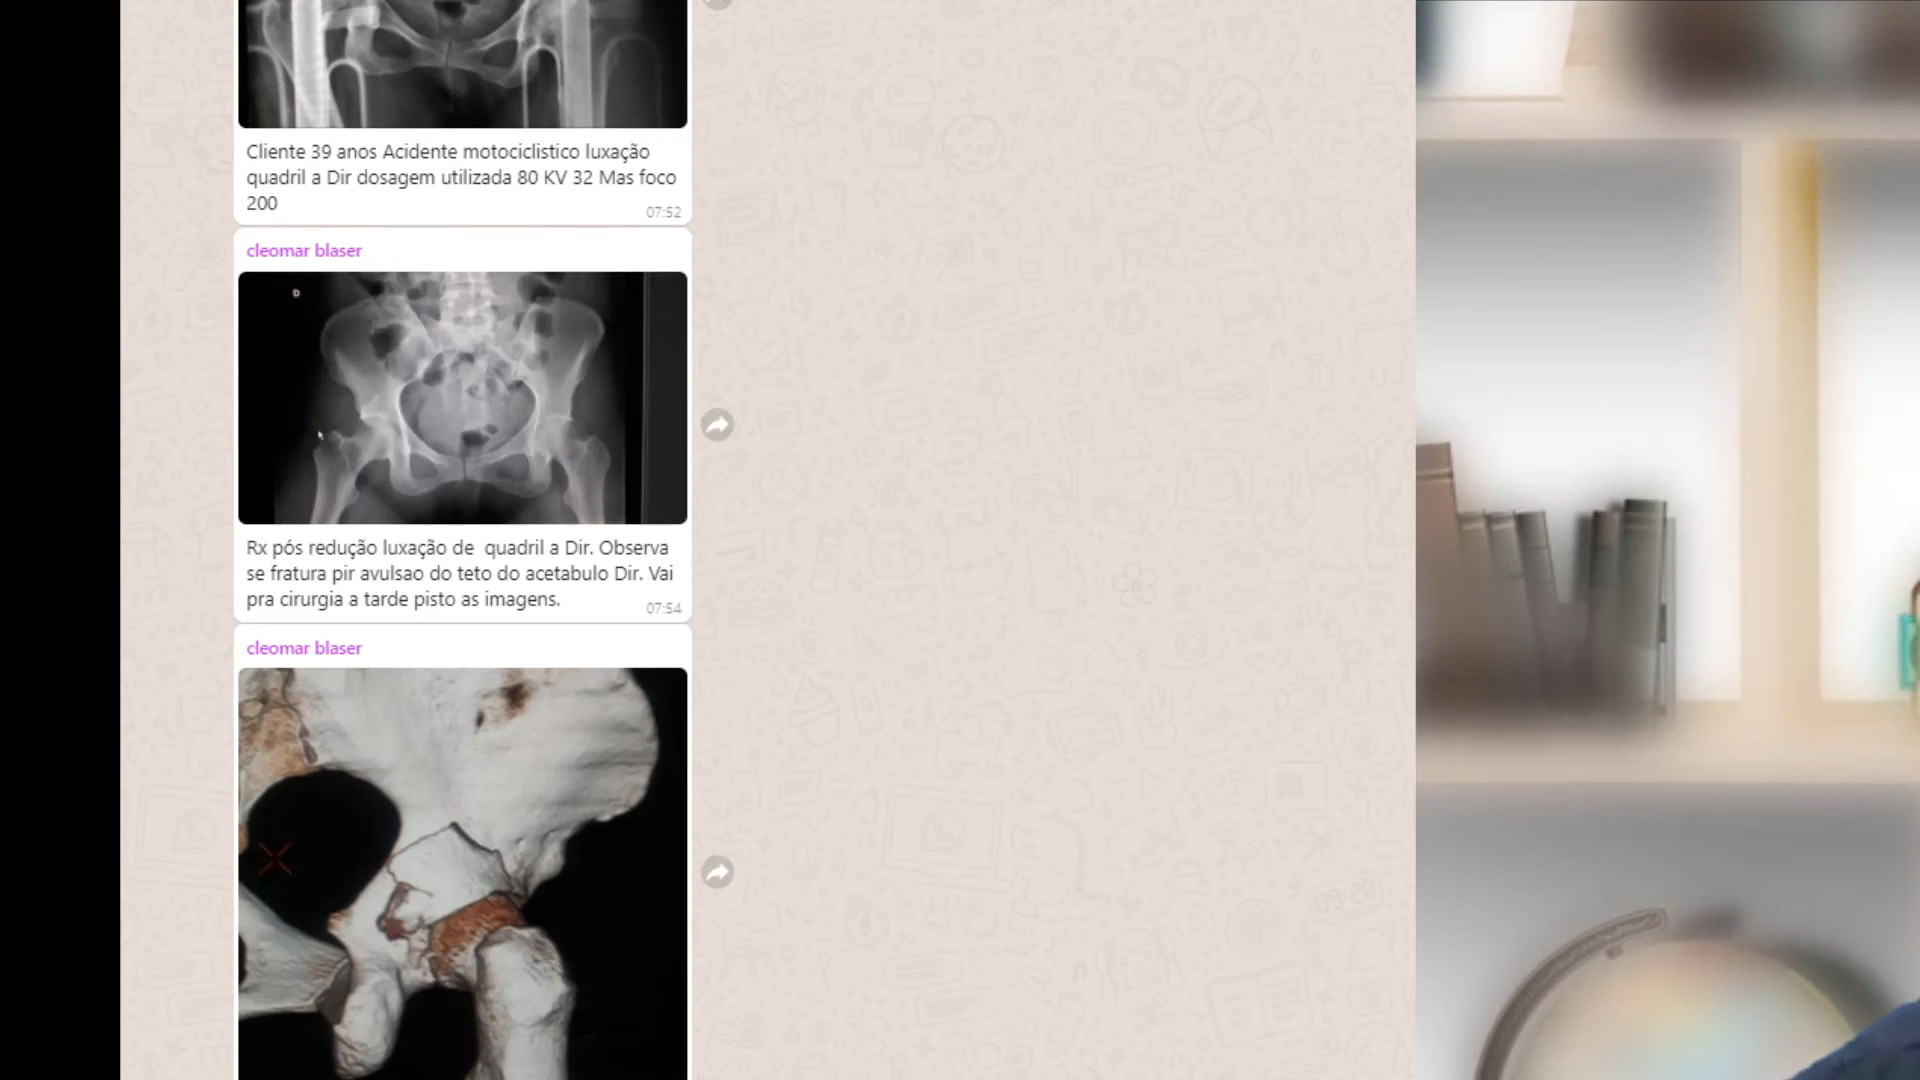 Cliente 39 anos Acidente motociclistico luxação
quadril a Dir dosagem utilizada 80 KV 32 Mas foco
200
07:52
cleomar blaser
D
Rx pós redução luxação de  quadril a Dir. Observa
se fratura pir avulsao do teto do acetabulo Dir. Vai
pra cirurgia a tarde pisto as imagens.
07:54
cleomar blaser